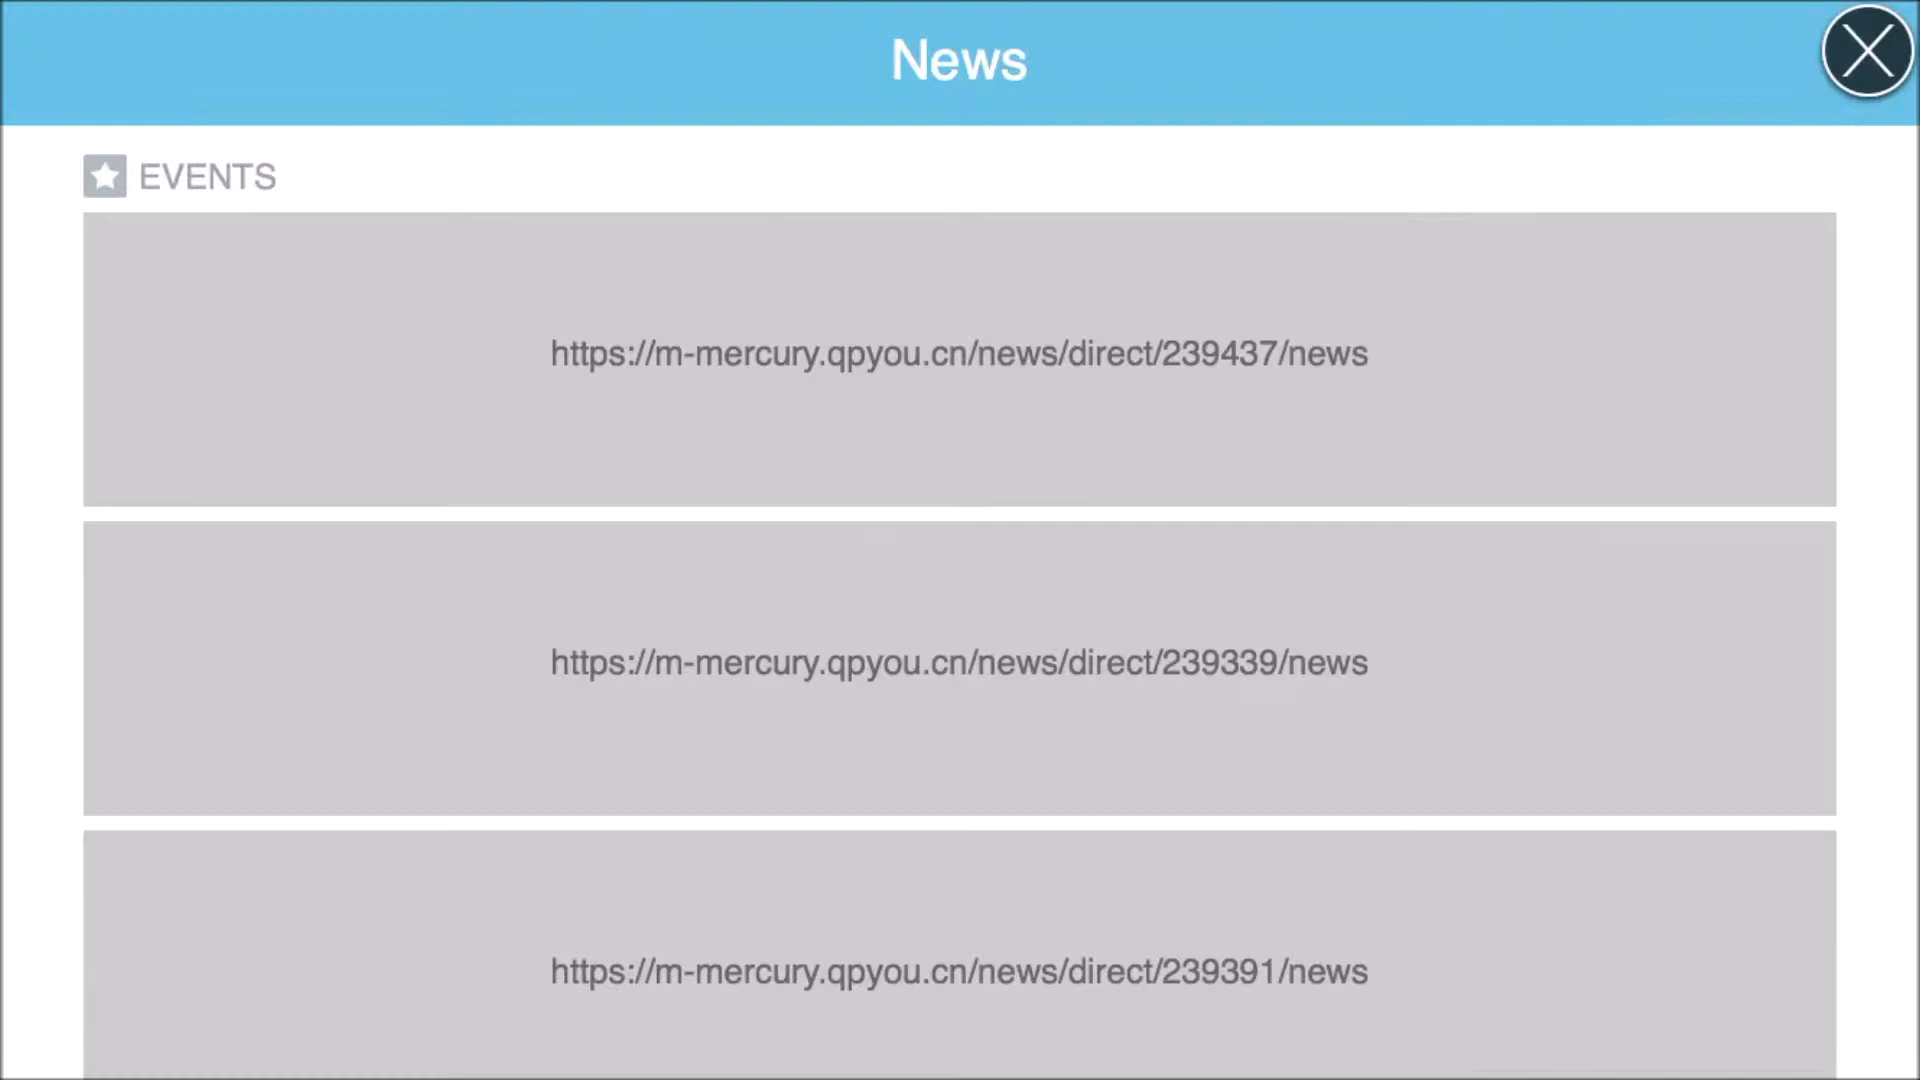 News
EVENTS
https://m-mercury.qpyou.cn/news/direct/239437/news
https://m-mercury.qpyou.cn/news/direct/239339/news
https://m-mercury.qpyou.cn/news/direct/239391/news